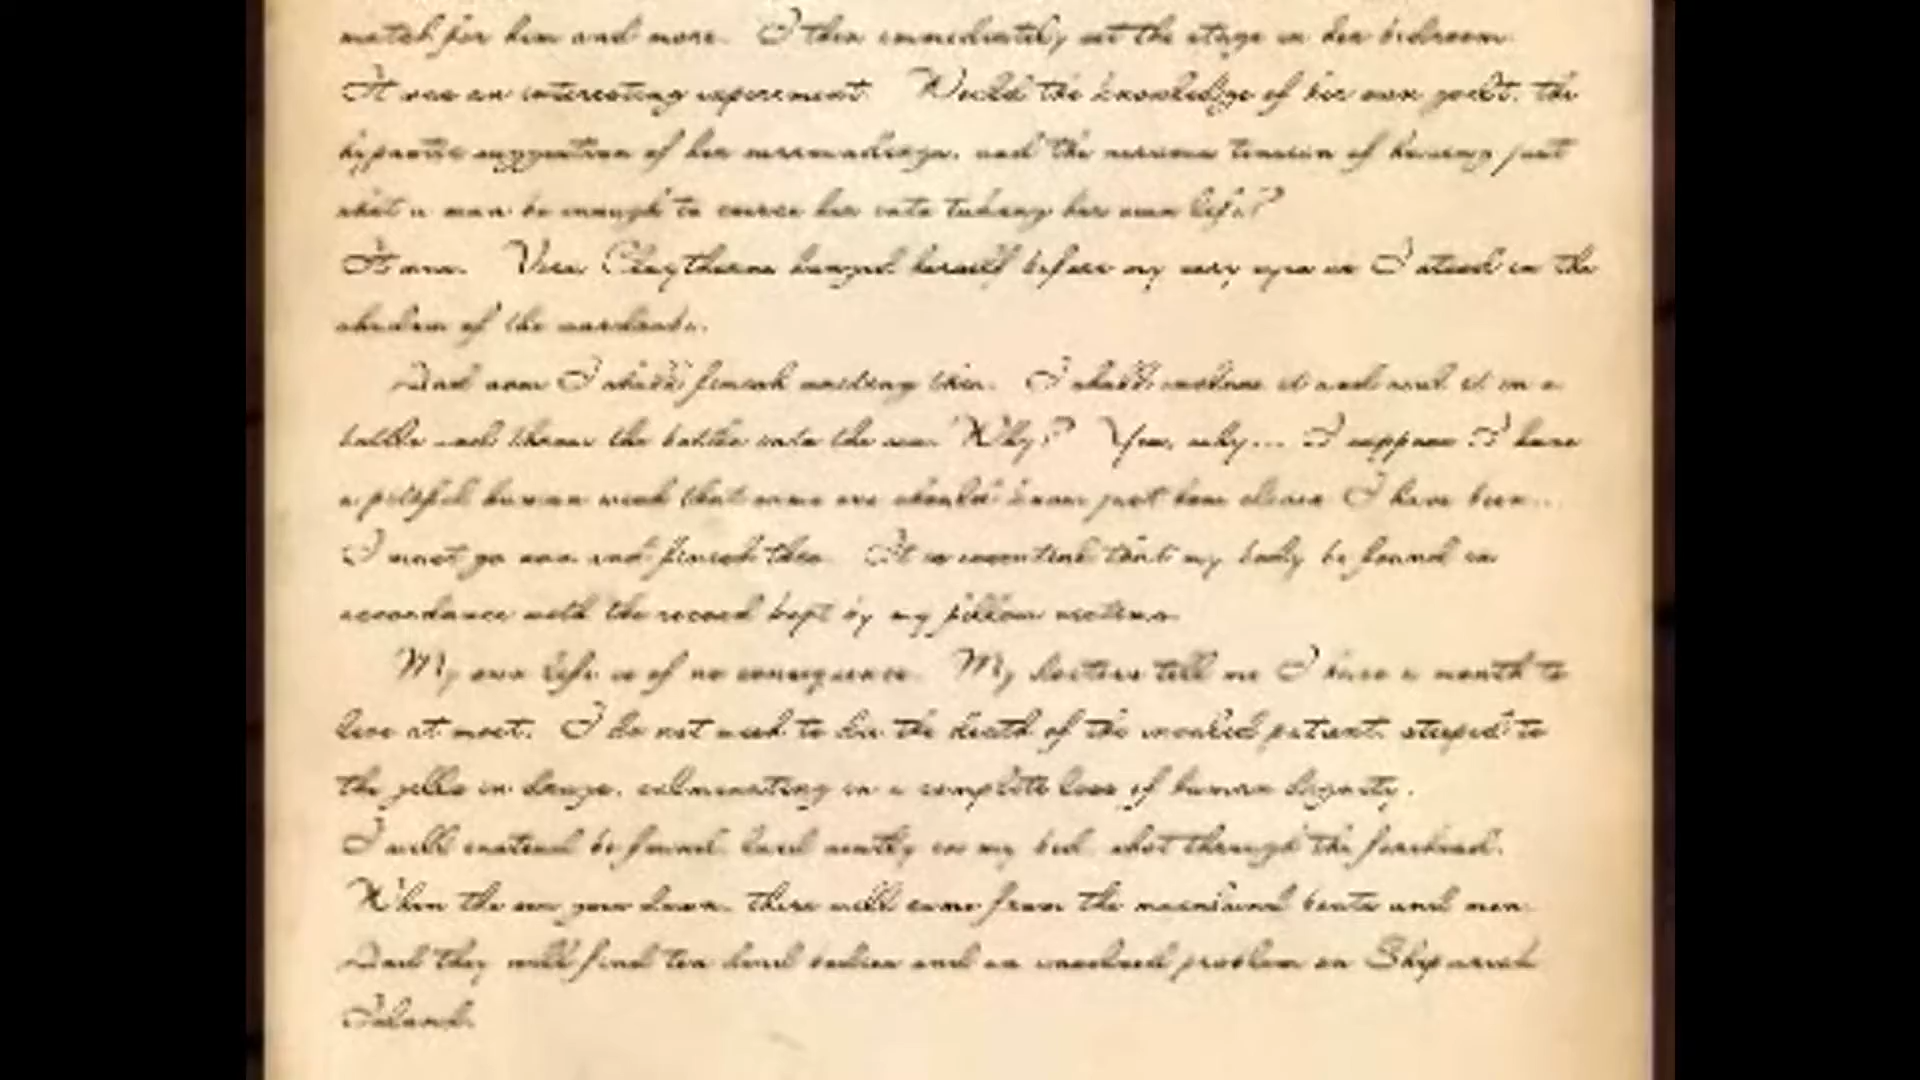 match for him and more. I then immediately set the stage in her bedroom.
It was an interesting experiment. Would the knowledge of her own guilt, the
hypnotic suggestion of her surroundings, and the nervous tension of having just
shot a man be enough to coerce her into taking her own life?
It was. Vera Claythorne hanged herself before my very eyes as I stood in the
shadow of the wardrobe.
And now I shall finish writing this. I shall enclose it and seal it in a
bottle and throw the bottle into the sea. Why? Yes, why... I suppose I have
a pitiful human wish that some one should know just how clever I have been...
I must go now and finish this. It is essential that my body be found in
accordance with the record kept by my fellow victims.
My own life is of no consequence. My doctors tell me I have a month to
live at most. I do not wish to die the death of the invalid patient, steeped to
the gills in drugs, culminating in a complete loss of human dignity.
I will instead be found, laid neatly on my bed, shot through the forehead.
When the sea goes down, there will come from the mainland boats and men.
And they will find ten dead bodies and an unsolved problem on Shipwreck
Island.